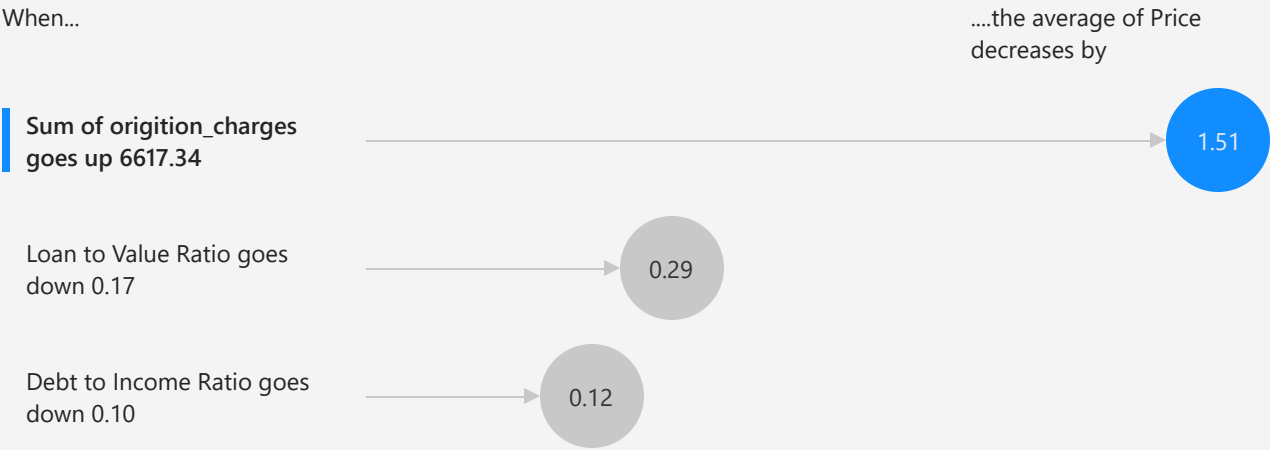 When...
....the average of Price
decreases by
Sum of origition_charges
goes up 6617.34
1.51
Loan to Value Ratio goes
down 0.17
0.29
Debt to Income Ratio goes
down 0.10
0.12